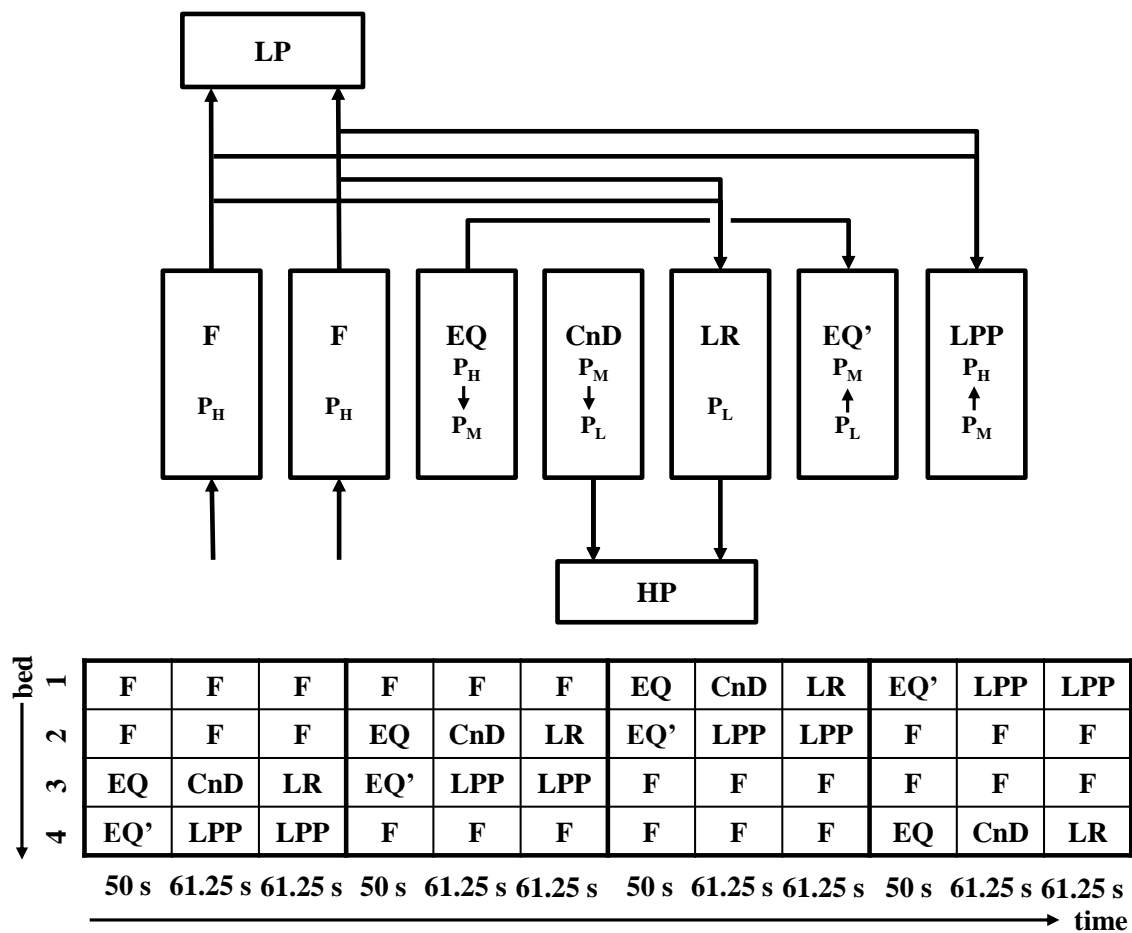 LP
F F EQ CnD LR EQ’ LPP
P_H P_M P_M P_H
P_H P_H P_M P_L P_L P_L P_M
HP
bed
1 F F F F F F EQ CnD LR EQ’ LPP LPP
2 F F F EQ CnD LR EQ’ LPP LPP F F F
3 EQ CnD LR EQ’ LPP LPP F F F F F F
4 EQ’ LPP LPP F F F F F F EQ CnD LR
50 s 61.25 s 61.25 s 50 s 61.25 s 61.25 s 50 s 61.25 s 61.25 s 50 s 61.25 s 61.25 s
time